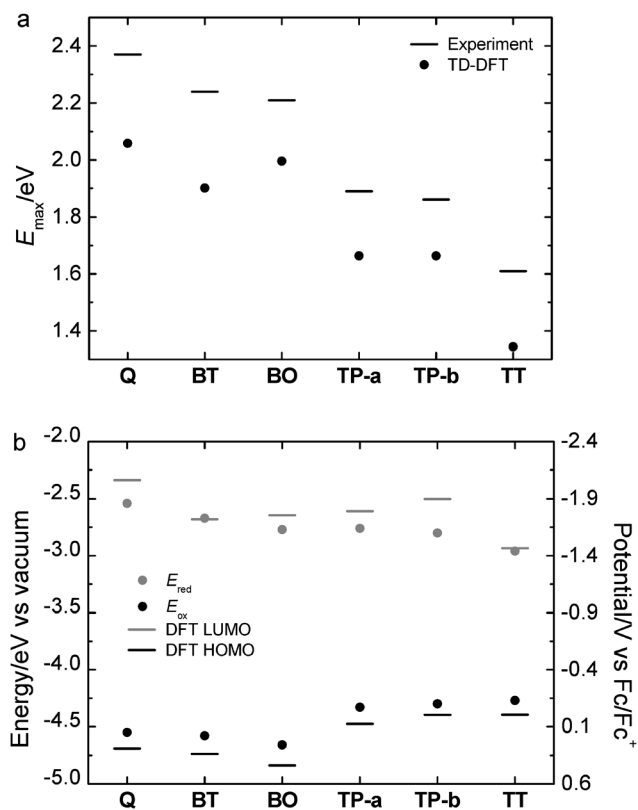 a
Experiment
TD-DFT
2.4
2.2
2.0
1.8
1.6
1.4
E_max/eV
Q BT BO TP-a TP-b TT
b
-2.0
-2.5
-3.0
-3.5
-4.0
-4.5
-5.0
Energy/eV vs vacuum
E_red
E_ox
DFT LUMO
DFT HOMO
-2.4
-1.9
-1.4
-0.9
-0.4
0.1
0.6
Potential/V vs Fc/Fc+
Q BT BO TP-a TP-b TT